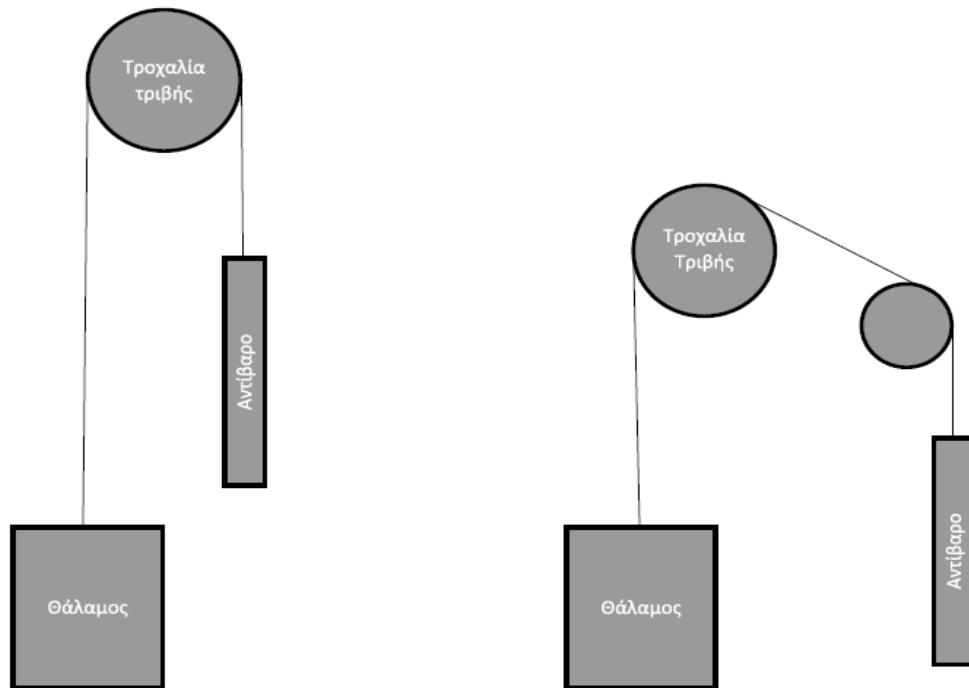 Τροχαλία
τριβής
Αντίβαρο
Θάλαμος
Τροχαλία
Τριβής
Αντίβαρο
Θάλαμος